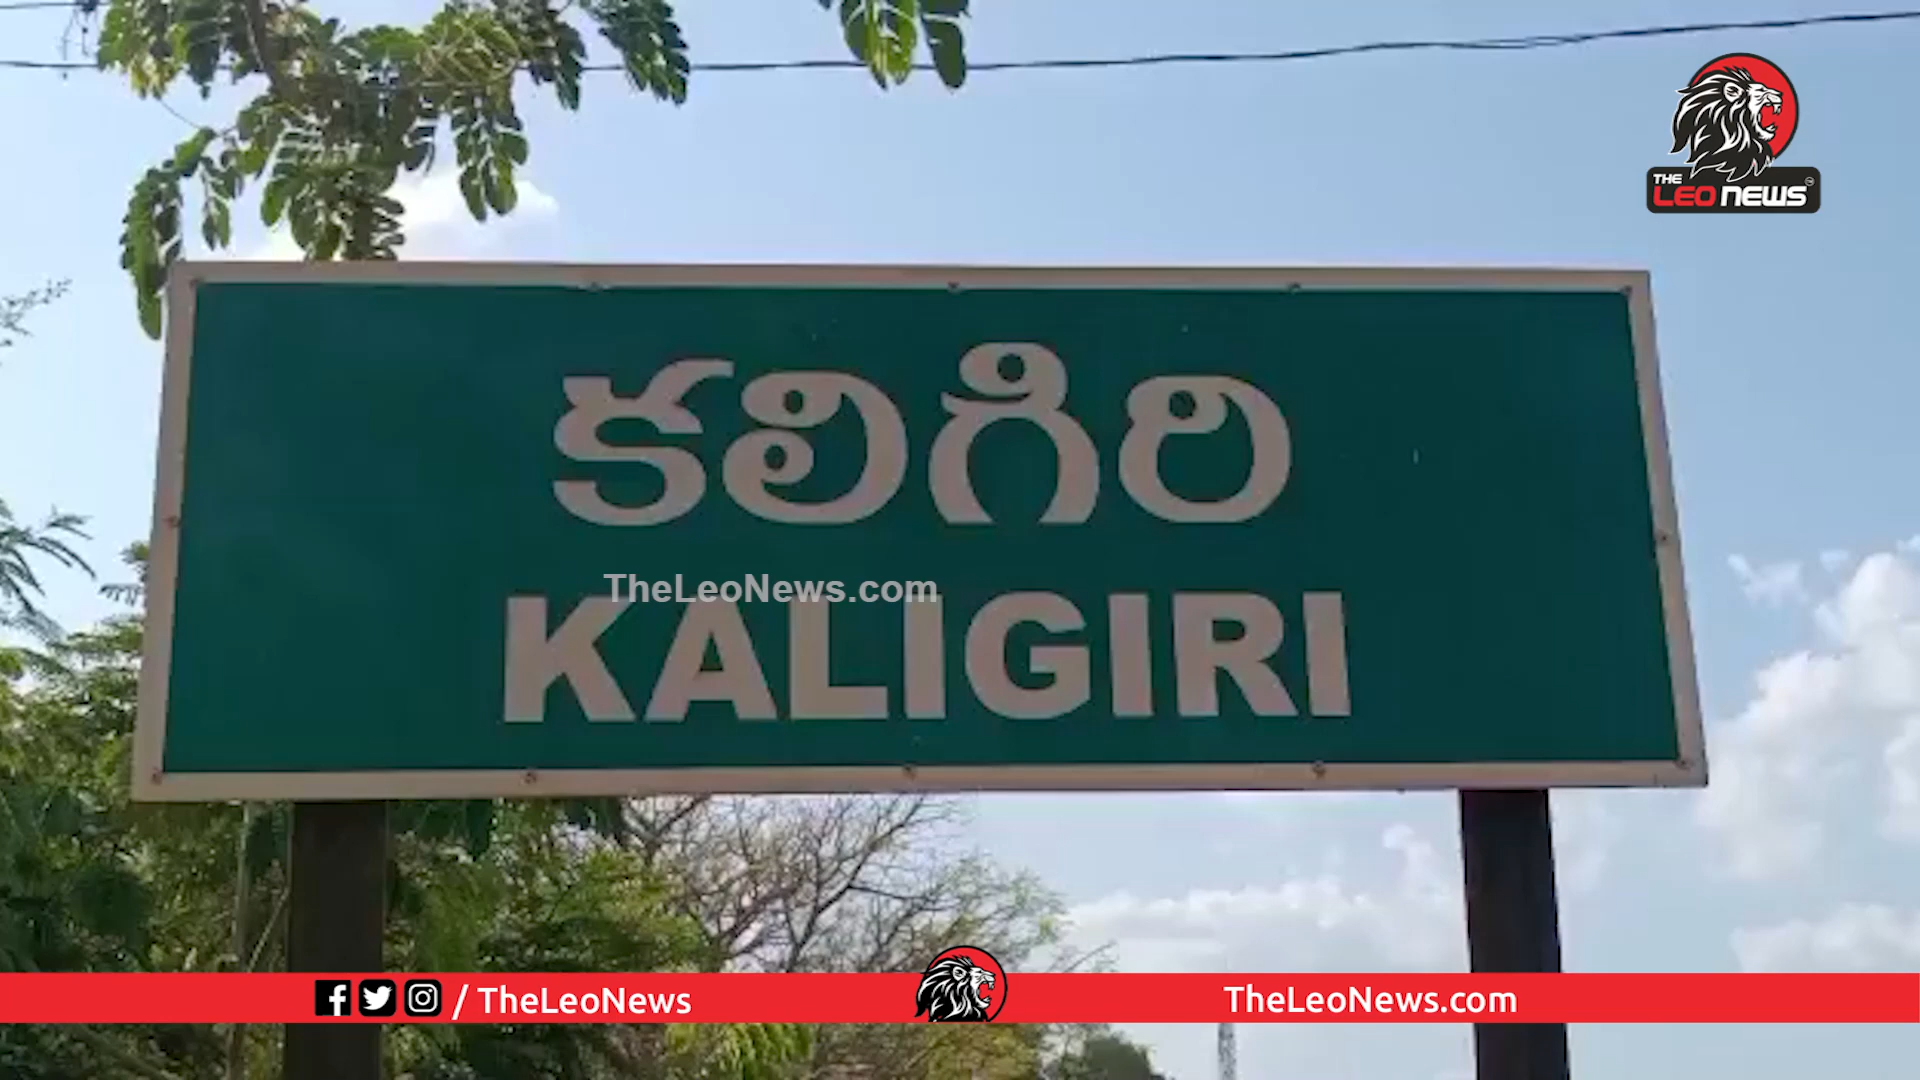 THE
LEO NEWS
కలిగిరి
TheLeoNews.com
KALIGIRI
/ TheLeoNews
TheLeoNews.com